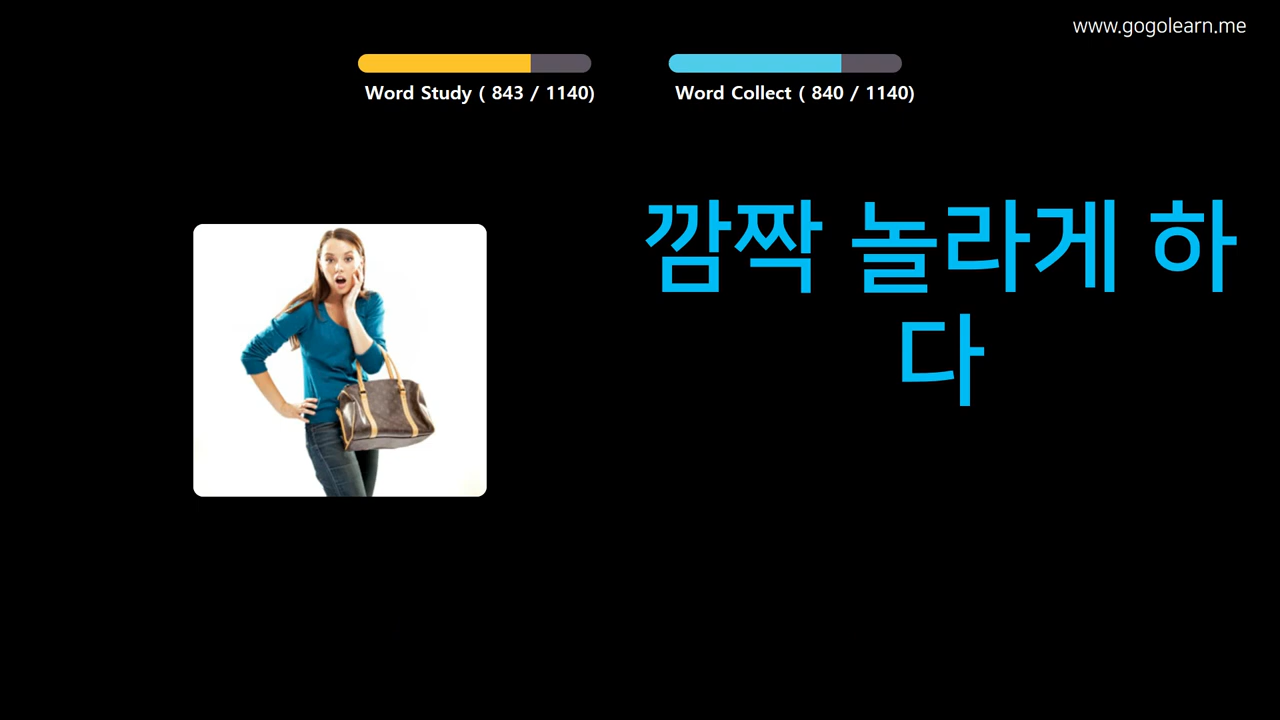 www.gogolearn.me
Word Study ( 843 / 1140)
Word Collect ( 840 / 1140)
깜짝 놀라게 하
다